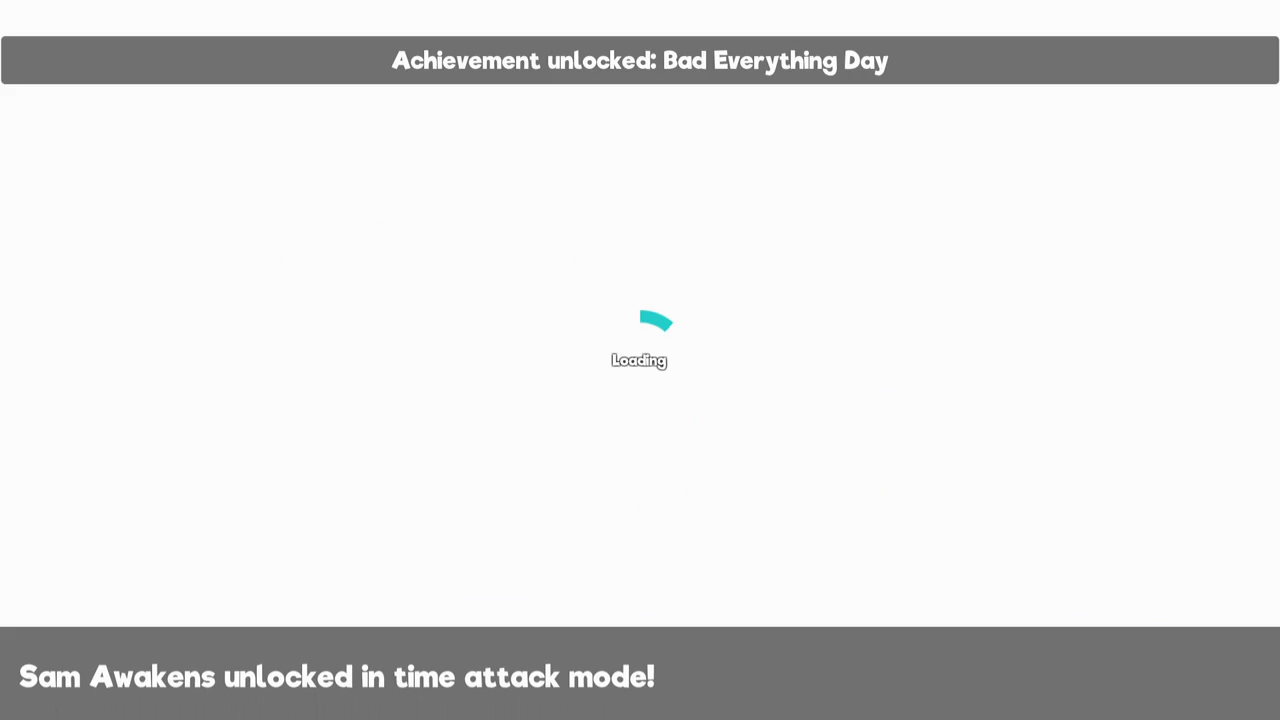 Achievement unlocked: Bad Everything Day
Loading
Sam Awakens unlocked in time attack mode!